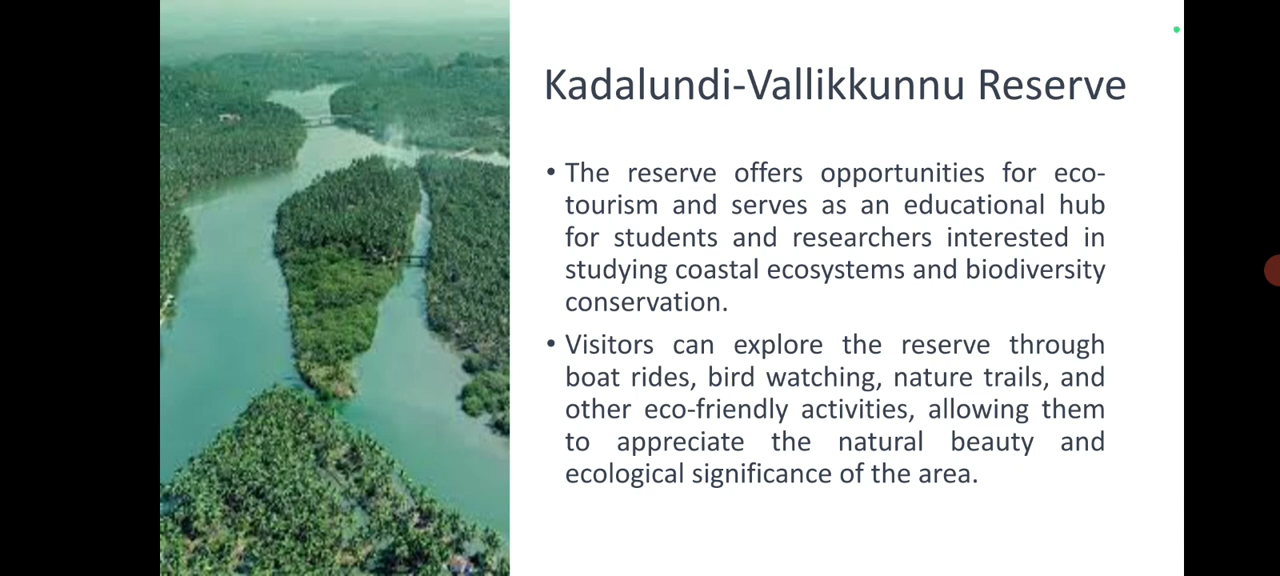 Kadalundi-Vallikkunnu Reserve
• The reserve offers opportunities for eco-
tourism and serves as an educational hub
for students and researchers interested in
studying coastal ecosystems and biodiversity
conservation.
• Visitors can explore the reserve through
boat rides, bird watching, nature trails, and
other eco-friendly activities, allowing them
to appreciate the natural beauty and
ecological significance of the area.